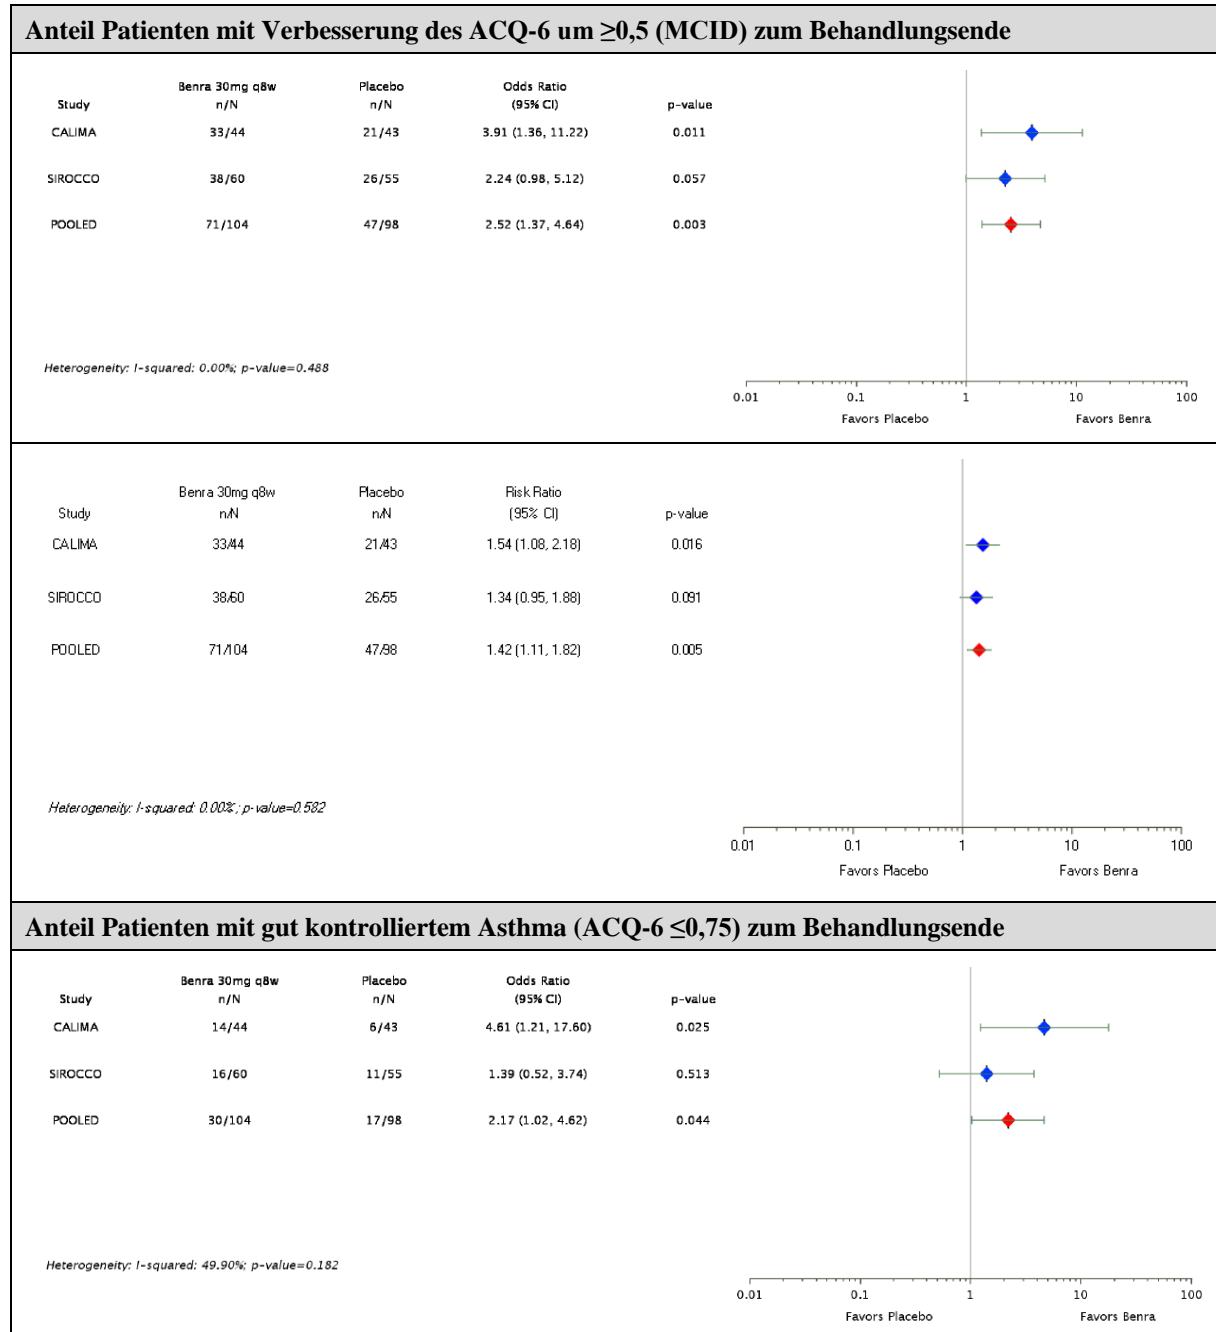 Anteil Patienten mit Verbesserung des ACQ-6 um ≥0,5 (MCID) zum Behandlungsende
Benra 30mg q8w Placebo Odds Ratio
Study n/N n/N (95% CI) p-value
CALIMA 33/44 21/43 3.91 (1.36, 11.22) 0.011
SIROCCO 38/60 26/55 2.24 (0.98, 5.12) 0.057
POOLED 71/104 47/98 2.52 (1.37, 4.64) 0.003
Heterogeneity: I-squared: 0.00%; p-value=0.488
0.01 0.1 1 10 100
Favors Placebo Favors Benra
Benra 30mg q8w Placebo Risk Ratio
Study n/N n/N (95% CI) p-value
CALIMA 33/44 21/43 1.54 (1.08, 2.18) 0.016
SIROCCO 38/60 26/55 1.34 (0.95, 1.88) 0.091
POOLED 71/104 47/98 1.42 (1.11, 1.82) 0.005
Heterogeneity: I-squared: 0.00%; p-value=0.582
0.01 0.1 1 10 100
Favors Placebo Favors Benra
Anteil Patienten mit gut kontrolliertem Asthma (ACQ-6 ≤0,75) zum Behandlungsende
Benra 30mg q8w Placebo Odds Ratio
Study n/N n/N (95% CI) p-value
CALIMA 14/44 6/43 4.61 (1.21, 17.60) 0.025
SIROCCO 16/60 11/55 1.39 (0.52, 3.74) 0.513
POOLED 30/104 17/98 2.17 (1.02, 4.62) 0.044
Heterogeneity: I-squared: 49.90%; p-value=0.182
0.01 0.1 1 10 100
Favors Placebo Favors Benra